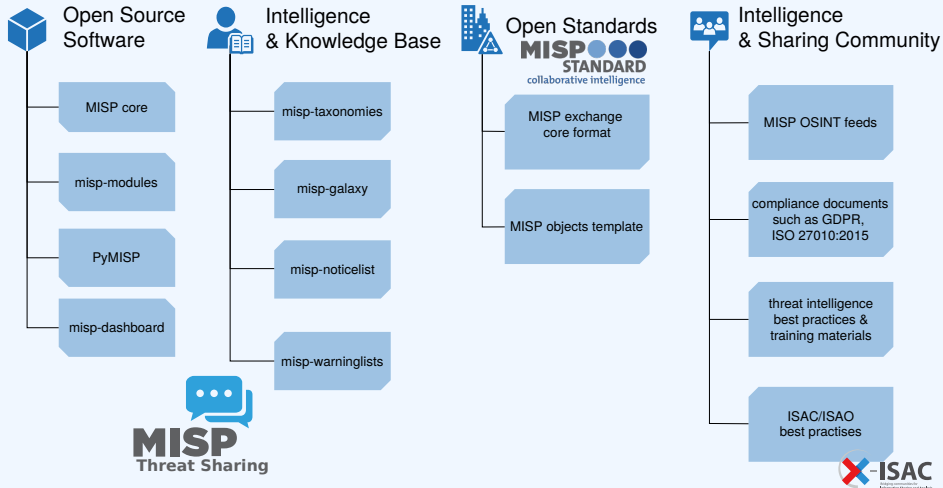 Open Source
Software
MISP core
misp-modules
PyMISP
misp-dashboard
Intelligence
& Knowledge Base
misp-taxonomies
misp-galaxy
misp-noticelist
misp-warninglists
Open Standards
MISP
STANDARD
collaborative intelligence
MISP exchange
core format
MISP objects template
Intelligence
& Sharing Community
MISP OSINT feeds
compliance documents
such as GDPR,
ISO 27010:2015
threat intelligence
best practices &
training materials
ISAC/ISAO
best practises
MISP
Threat Sharing
X-ISAC